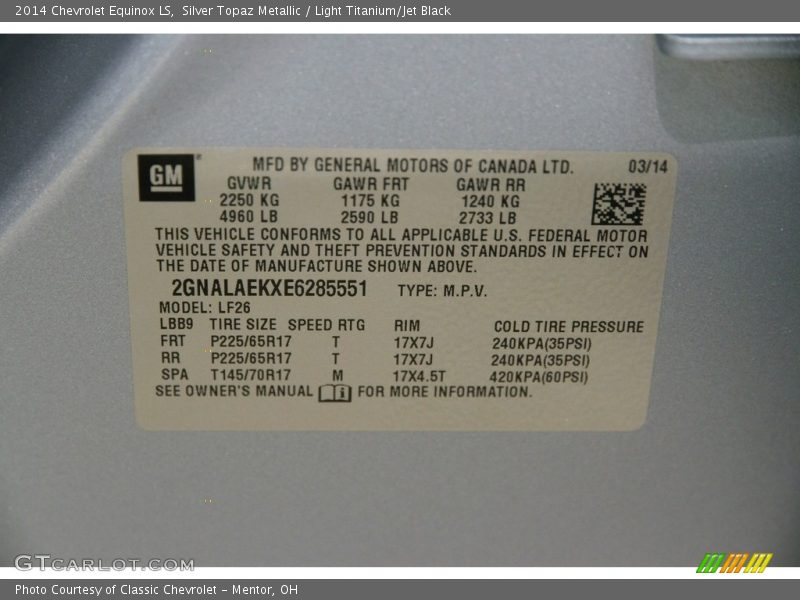 2014 Chevrolet Equinox LS, Silver Topaz Metallic / Light Titanium/Jet Black
GM
MFD BY GENERAL MOTORS OF CANADA LTD. 03/14
GVWR GAWR FRT GAWR RR
2250 KG 1175 KG 1240 KG
4960 LB 2590 LB 2733 LB
THIS VEHICLE CONFORMS TO ALL APPLICABLE U.S. FEDERAL MOTOR
VEHICLE SAFETY AND THEFT PREVENTION STANDARDS IN EFFECT ON
THE DATE OF MANUFACTURE SHOWN ABOVE.
2GNALAEKXE6285551 TYPE: M.P.V.
MODEL: LF26
LBB9 TIRE SIZE SPEED RTG RIM COLD TIRE PRESSURE
FRT P225/65R17 T 17X7J 240KPA(35PSI)
RR P225/65R17 T 17X7J 240KPA(35PSI)
SPA T145/70R17 M 17X4.5T 420KPA(60PSI)
SEE OWNER'S MANUAL i FOR MORE INFORMATION.
GTCARLOT.COM
Photo Courtesy of Classic Chevrolet - Mentor, OH